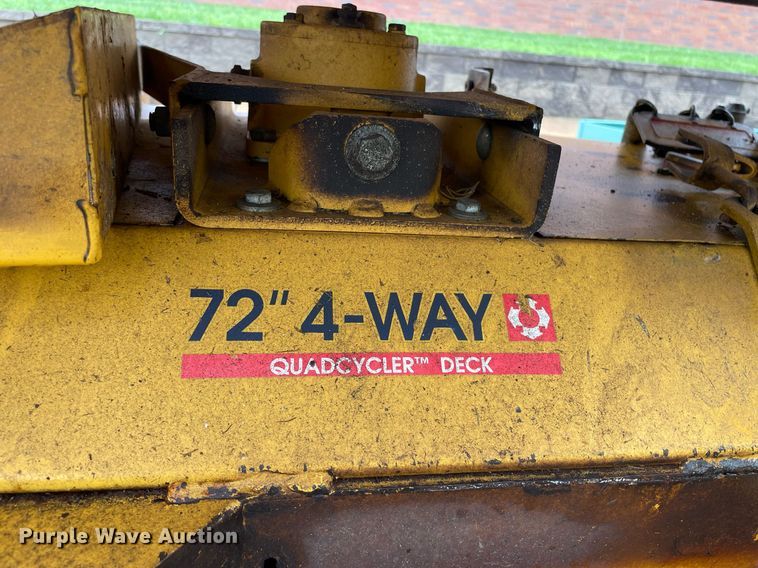 72" 4-WAY
QUADCYCLER™ DECK
Purple Wave Auction